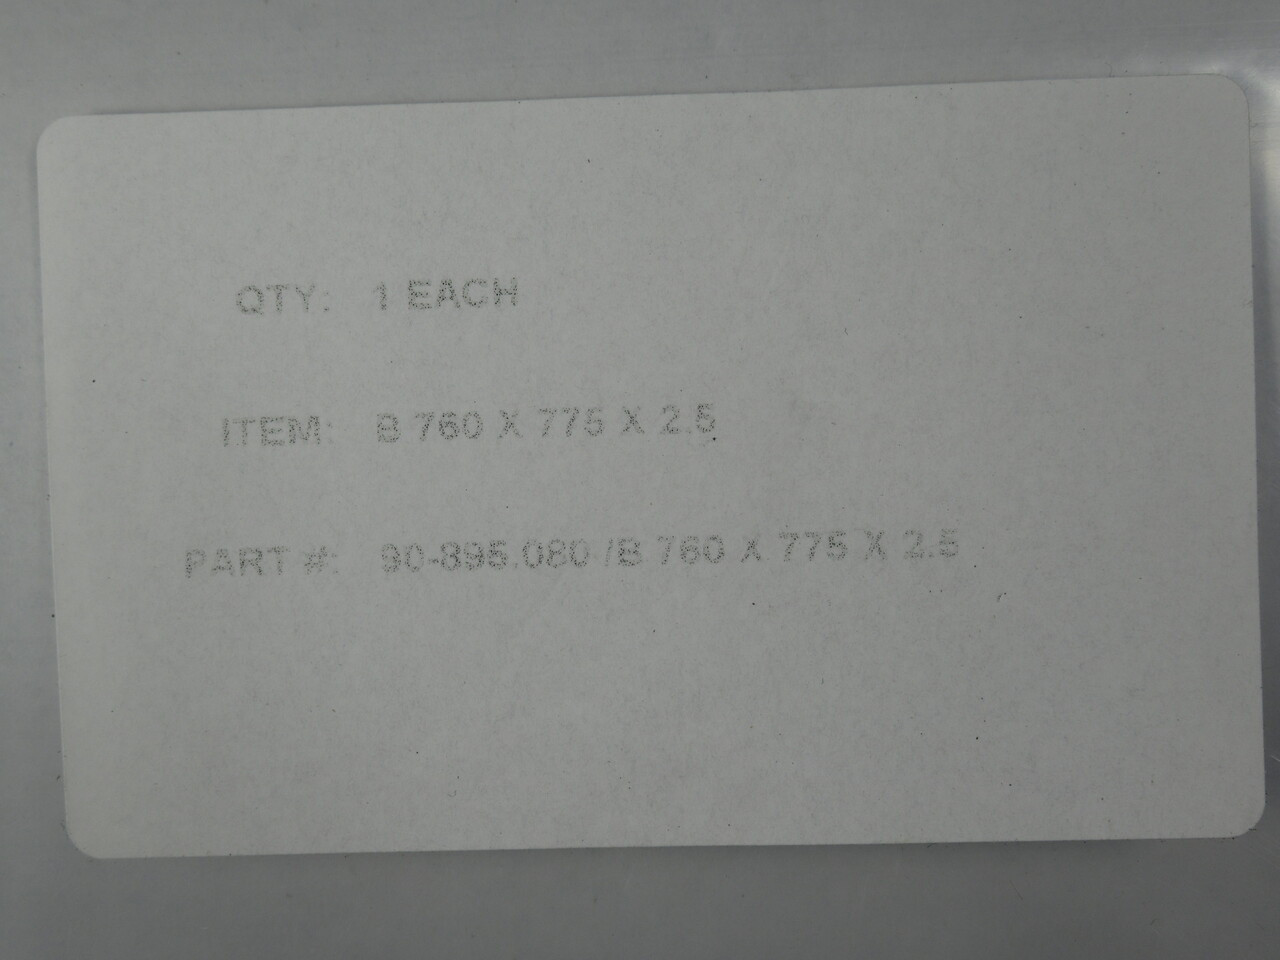 QTY: 1 EACH
ITEM: B 760 X 775 X 2.5
PART #: 90-895.080 /B 760 X 775 X 2.5